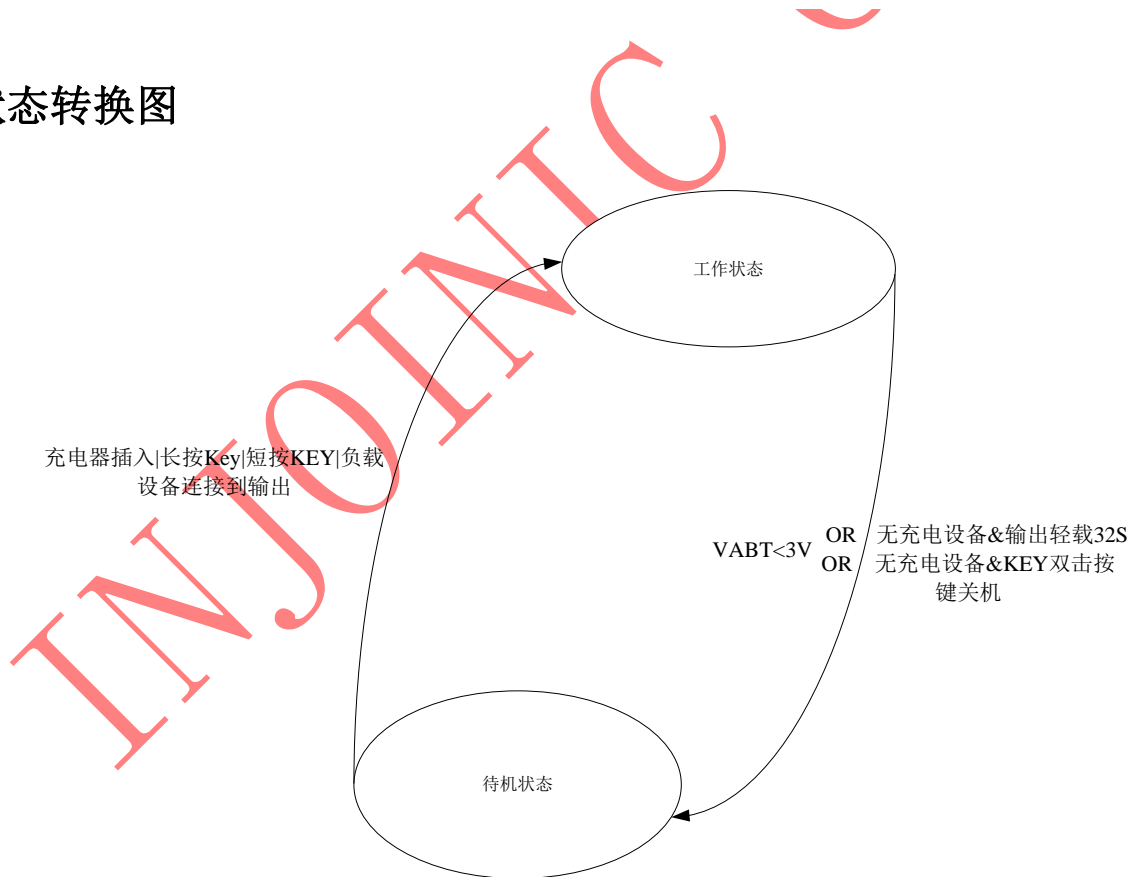 态转换图
INJOINIC
工作状态
充电器插入|长按Key|短按KEY|负载
设备连接到输出
VABT<3V OR 无充电设备&输出轻载32S
OR 无充电设备&KEY双击按
键关机
待机状态